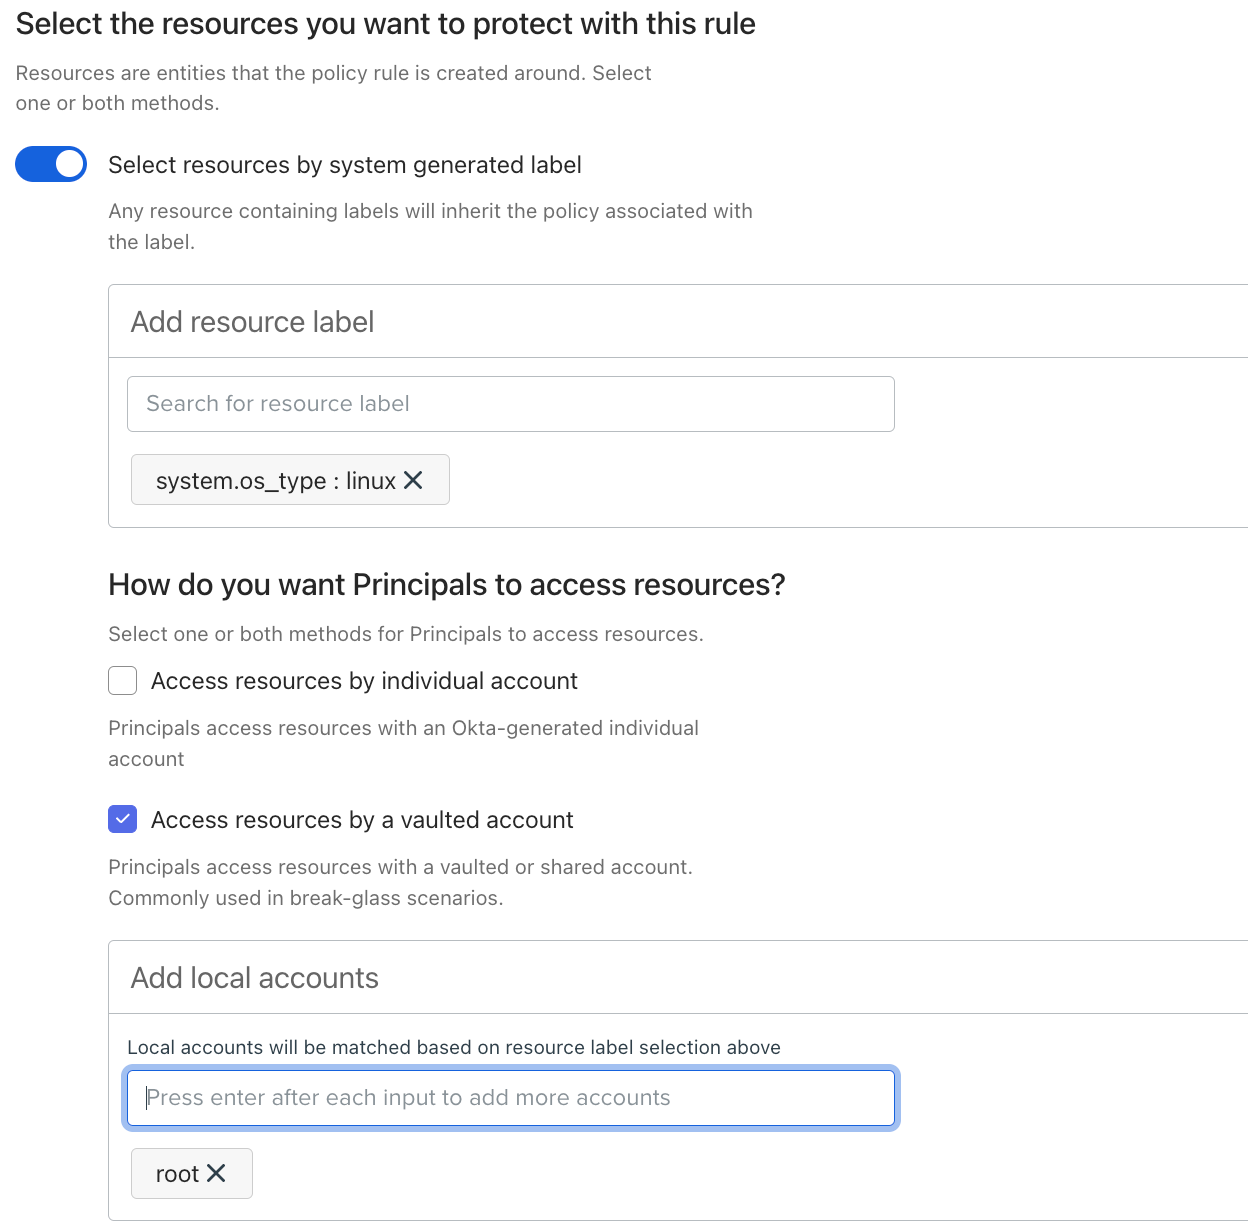 Select the resources you want to protect with this rule
Resources are entities that the policy rule is created around. Select
one or both methods.
Select resources by system generated label
Any resource containing labels will inherit the policy associated with
the label.
Add resource label
Search for resource label
system.os_type : linux
How do you want Principals to access resources?
Select one or both methods for Principals to access resources.
Access resources by individual account
Principals access resources with an Okta-generated individual
account
Access resources by a vaulted account
Principals access resources with a vaulted or shared account.
Commonly used in break-glass scenarios.
Add local accounts
Local accounts will be matched based on resource label selection above
Press enter after each input to add more accounts
root